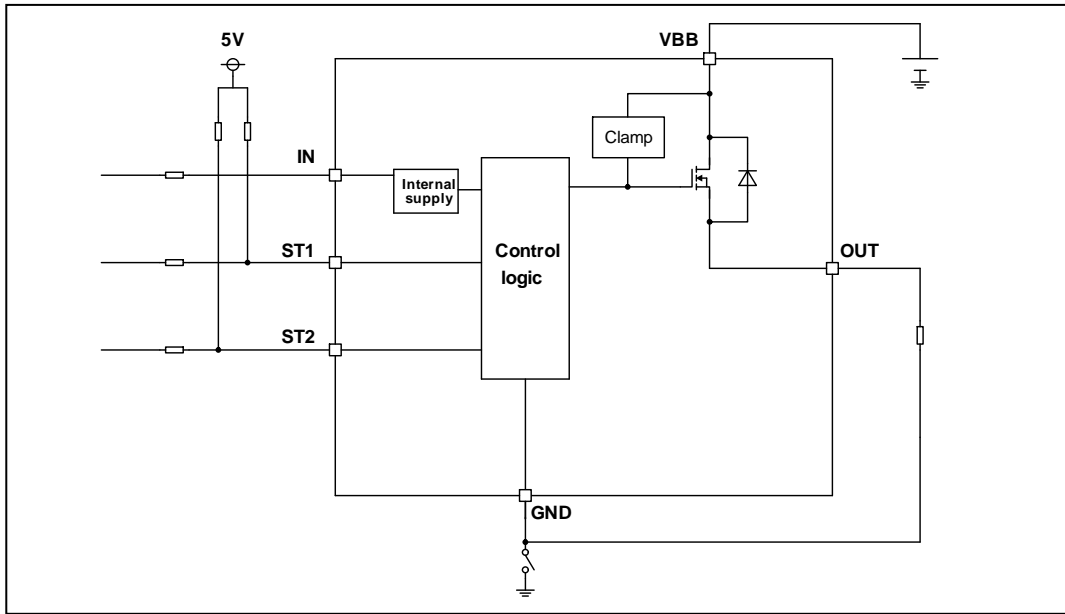 5V
VBB
Clamp
IN
Internal
supply
ST1
Control
logic
OUT
ST2
GND